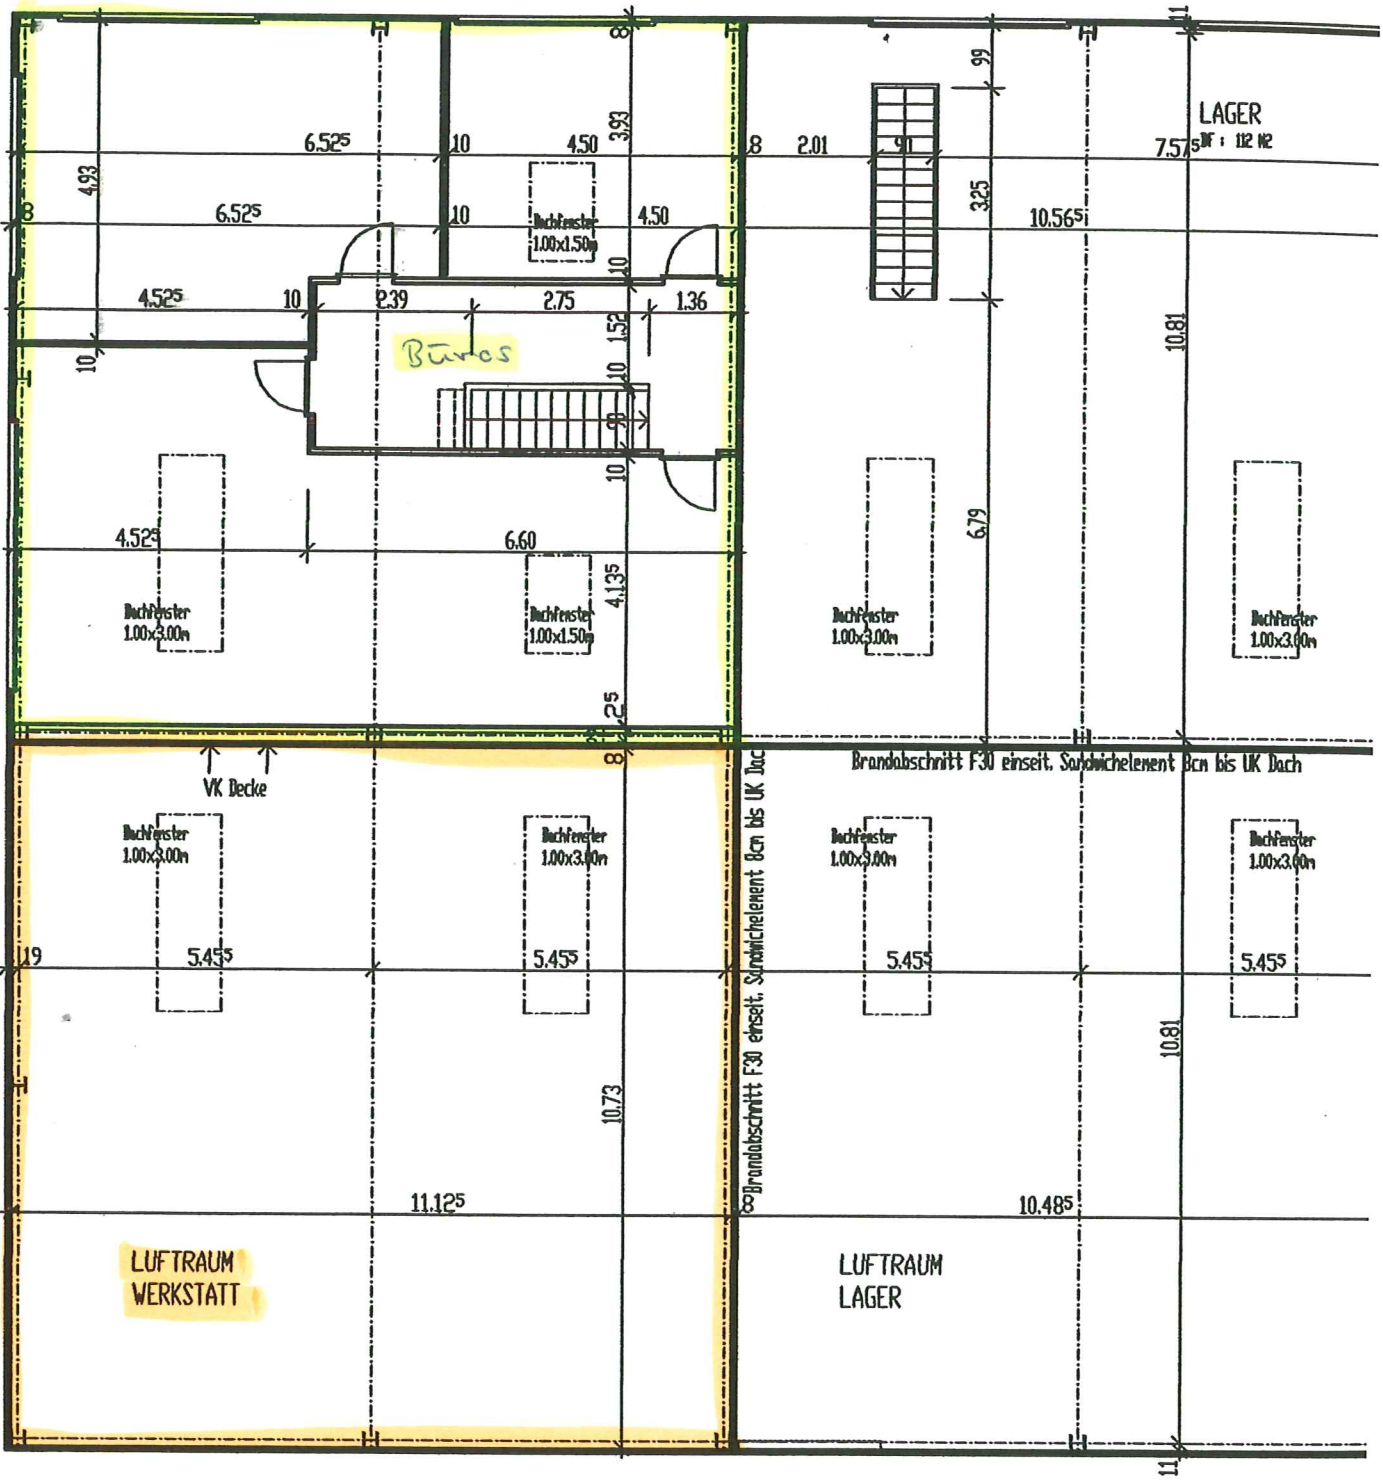 11
8
99
LAGER
NF : 112 M2
3.93
6.52⁵
10
4.50
8
2.01
90
7.57⁵
4.93
3.25
8
6.52⁵
10
4.50
10.56⁵
Dachfenster
1.00x1.50m
10
4.52⁵
10
2.39
2.75
1.36
1.52
10.81
10
Büros
10
90
10
4.52⁵
6.60
6.79
4.13⁵
Dachfenster
1.00x3.00m
Dachfenster
1.00x1.50m
Dachfenster
1.00x3.00m
Dachfenster
1.00x3.00m
25
8
VK Decke
Brandabschnitt F30 einseit. Sandwichelement 8cm bis UK Dach
Brandabschnitt F30 einseit. Sandwichelement 8cm bis UK Dac
Dachfenster
1.00x3.00m
Dachfenster
1.00x3.00m
Dachfenster
1.00x3.00m
Dachfenster
1.00x3.00m
19
5.45⁵
5.45⁵
5.45⁵
5.45⁵
10.73
10.81
11.12⁵
8
10.48⁵
LUFTRAUM
WERKSTATT
LUFTRAUM
LAGER
11